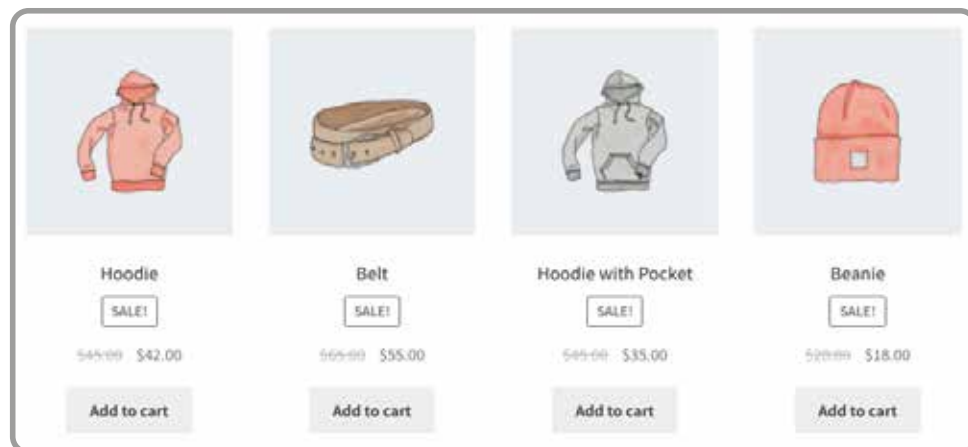 Hoodie
SALE!
$45.00 $42.00
Add to cart
Belt
SALE!
$65.00 $55.00
Add to cart
Hoodie with Pocket
SALE!
$45.00 $35.00
Add to cart
Beanie
SALE!
$20.00 $18.00
Add to cart